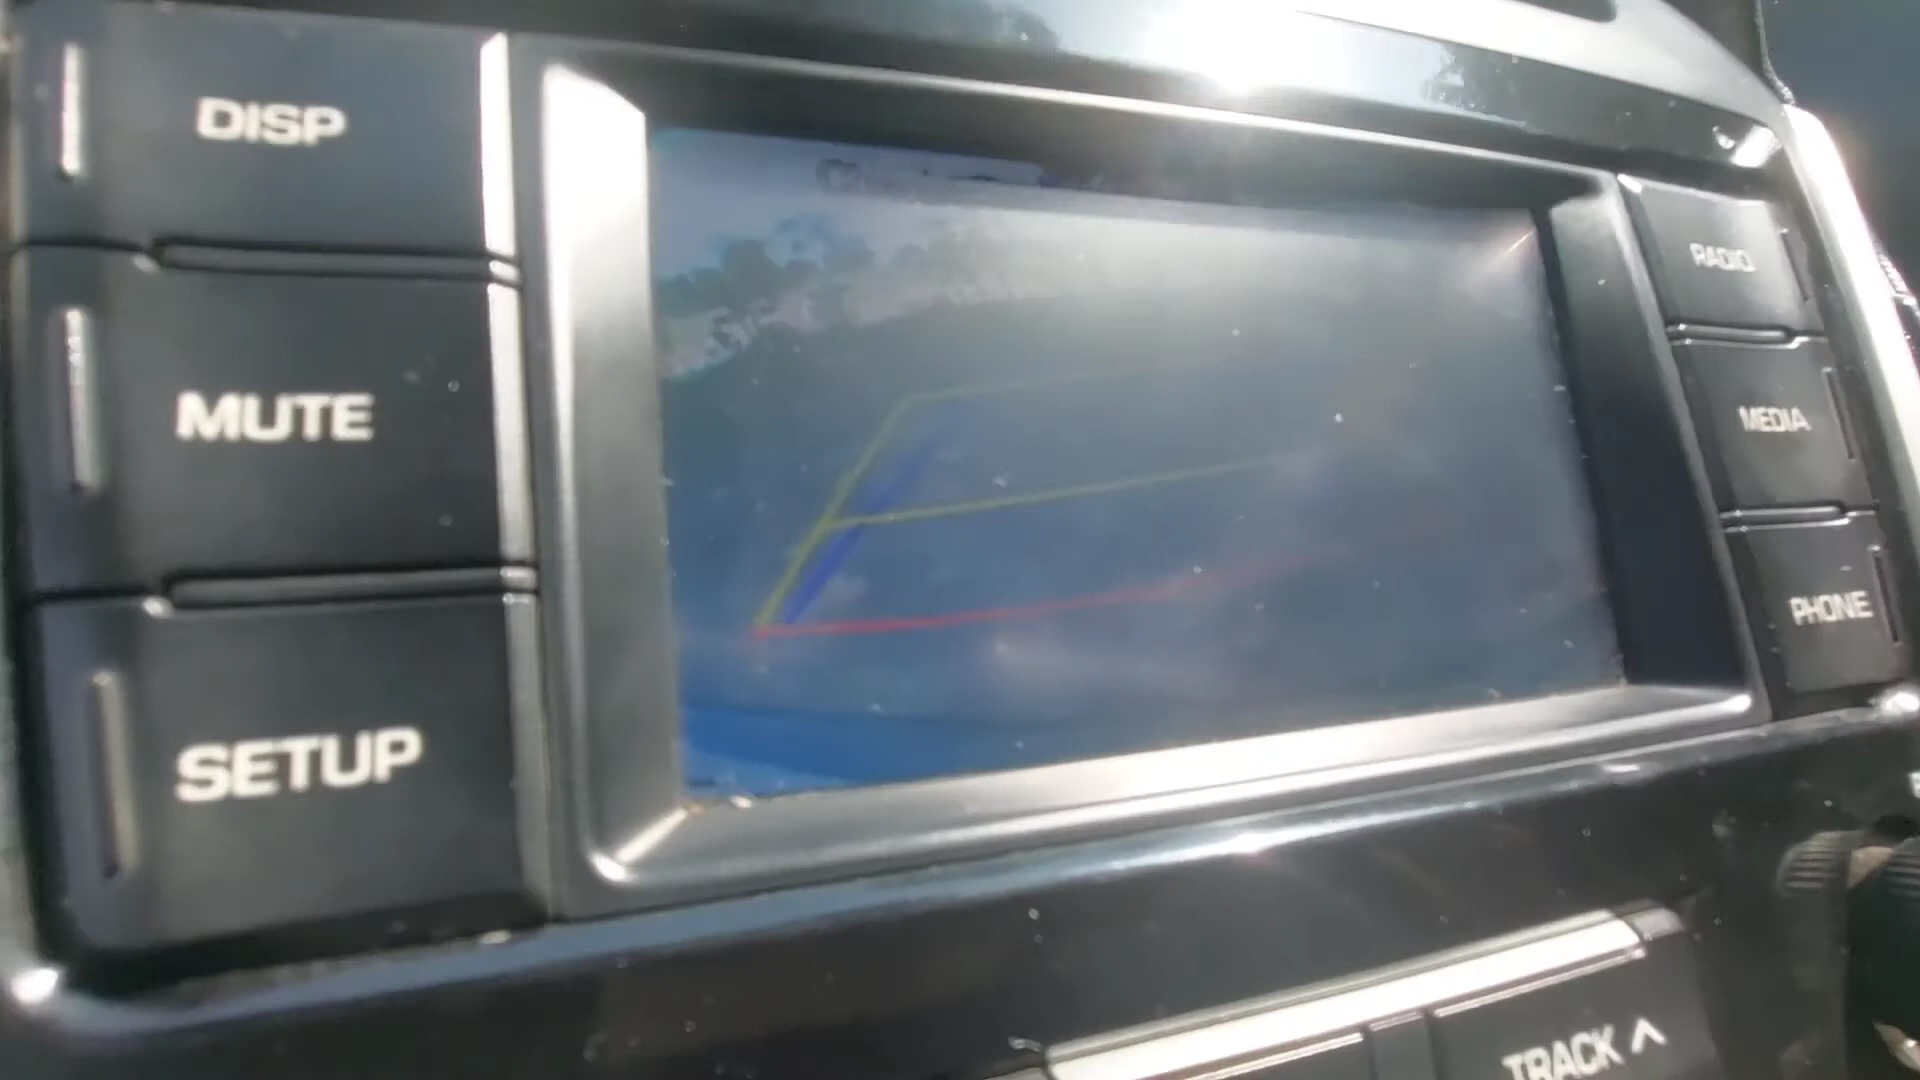 DISP
MUTE
SETUP
RADIO
MEDIA
PHONE
TRACK ^